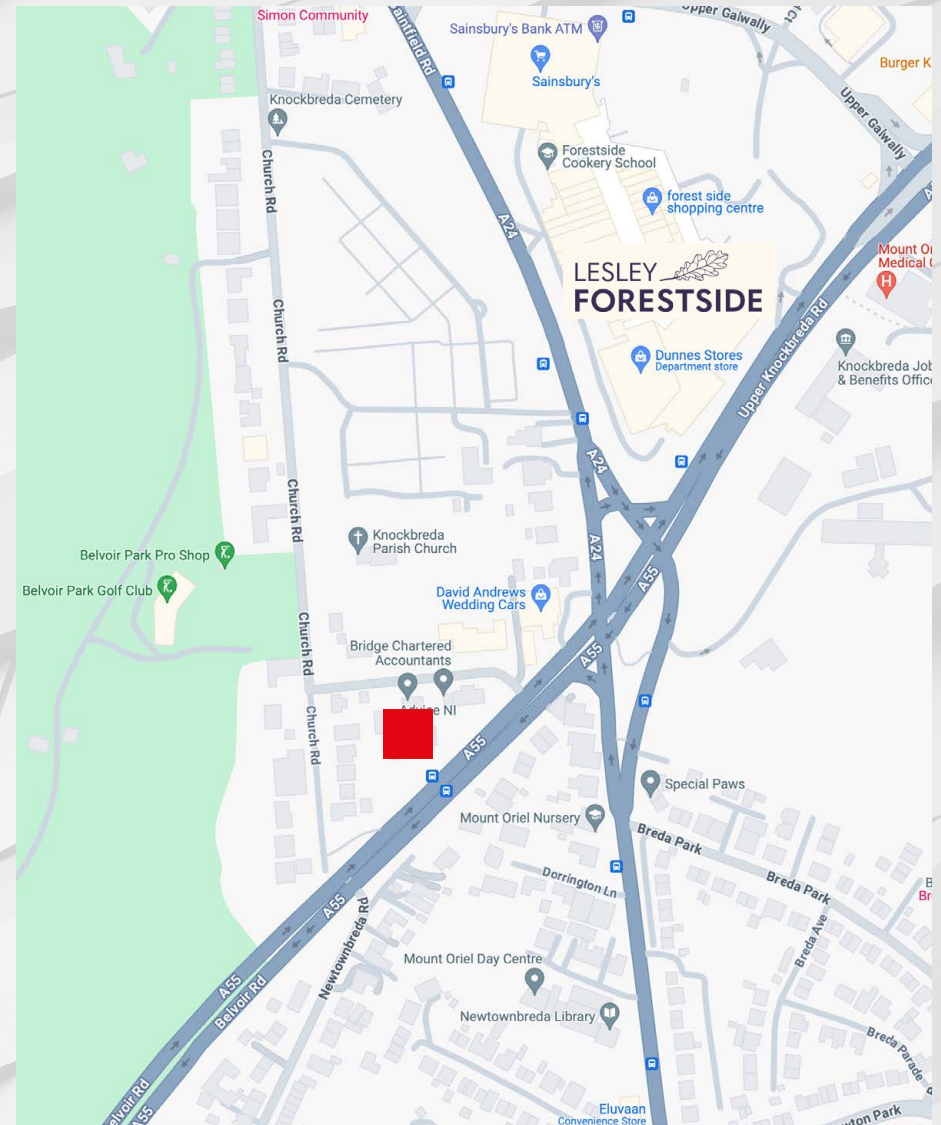 Simon Community
Saintfield Rd
Sainsbury's Bank ATM
Upper Galwally
Sainsbury's
Burger K
Knockbreda Cemetery
Upper Galwally
Church Rd
Forestside
Cookery School
A24
forest side
shopping centre
LESLEY
FORESTSIDE
Mount Or
Medical C
Church Rd
Upper Knockbreda Rd
Dunnes Stores
Department store
Knockbreda Job
& Benefits Office
A24
Church Rd
Knockbreda
Parish Church
A24
Belvoir Park Pro Shop
Belvoir Park Golf Club
David Andrews
Wedding Cars
A55
Church Rd
Bridge Chartered
Accountants
A55
Advice NI
Church Rd
A55
Special Paws
Mount Oriel Nursery
Breda Park
Dorrington Ln
Breda Park
B
Br
A55
Newtownbreda Rd
Breda Ave
Mount Oriel Day Centre
A55
Belvoir Rd
Newtownbreda Library
Breda Parade
Belvoir Rd
A55
Eluvaan
Convenience Store
wton Park